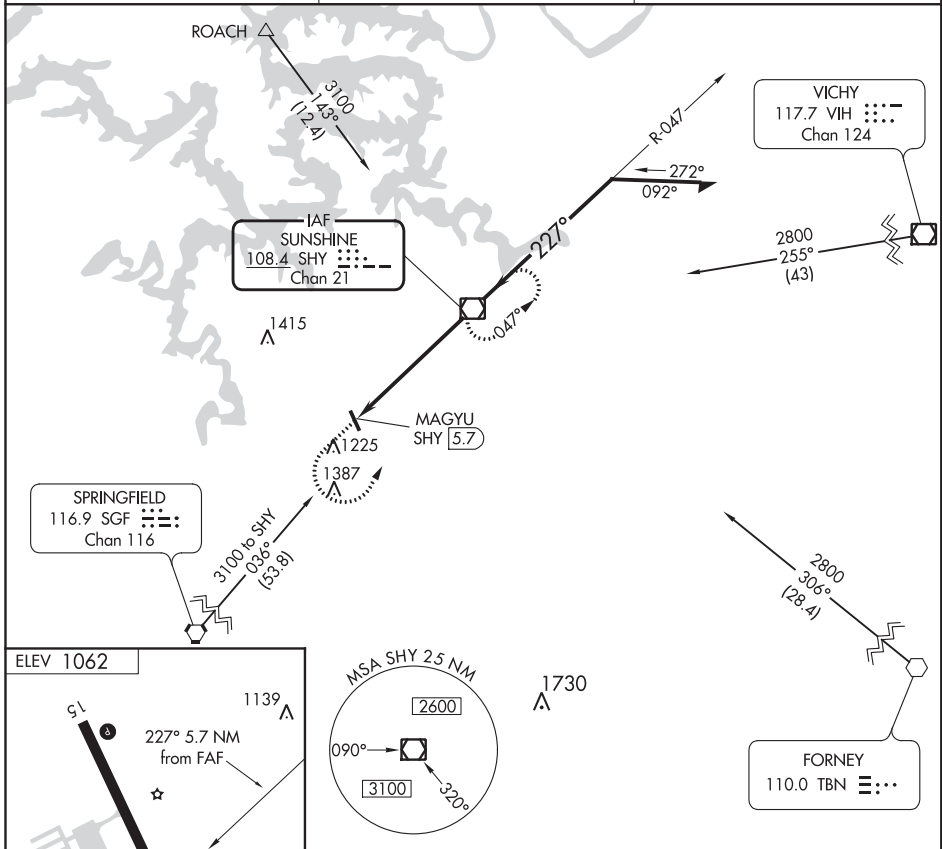 ROACH
3100
143°
(12.4)
R-047
272°
092°
VICHY
117.7 VIH
Chan 124
IAF
SUNSHINE
108.4 SHY
Chan 21
227°
2800
255°
(43)
047°
1415
MAGYU
SHY 5.7
1225
1387
SPRINGFIELD
116.9 SGF
Chan 116
3100 to SHY
036°
(53.8)
2800
306°
(28.4)
ELEV 1062
15
P
1139
227° 5.7 NM
from FAF
MSA SHY 25 NM
2600
090°
3100
320°
1730
FORNEY
110.0 TBN